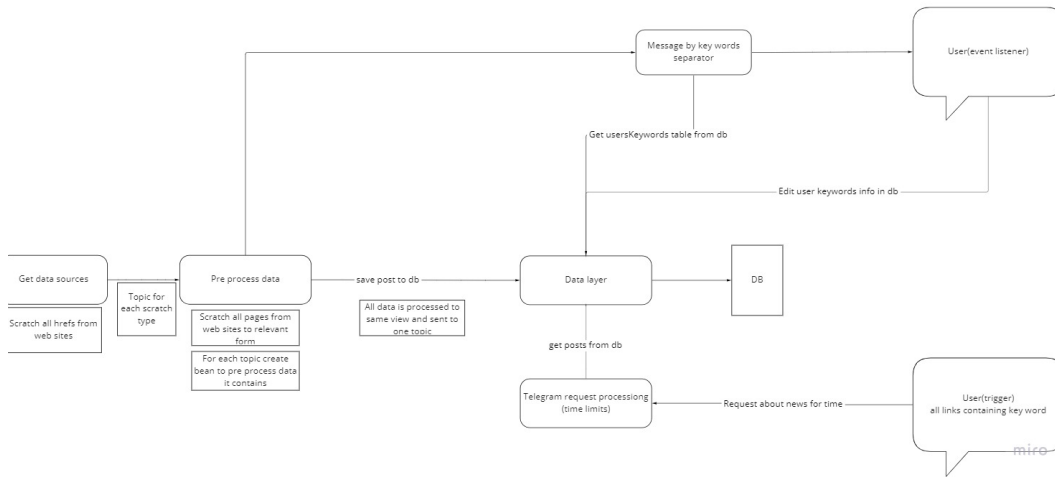 Message by key words
separator
User(event listener)
Get usersKeywords table from db
Edit user keywords info in db
Get data sources
Pre process data
save post to db
Data layer
DB
Topic for
each scratch
type
Scratch all hrefs from
web sites
Scratch all pages from
web sites to relevant
form
All data is processed to
same view and sent to
one topic
For each topic create
bean to pre process data
it contains
get posts from db
Telegram request processiong
(time limits)
Request about news for time
User(trigger)
all links containing key word
miro